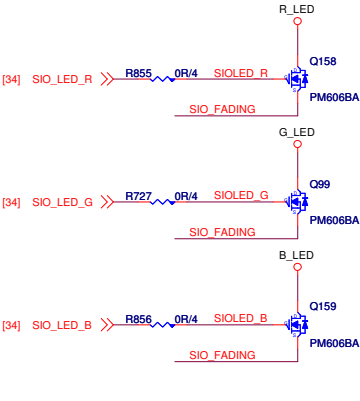 R_LED
Q158
[34] SIO_LED_R R855 0R/4 SIOLED_R
PM606BA
SIO_FADING
G_LED
Q99
[34] SIO_LED_G R727 0R/4 SIOLED_G
PM606BA
SIO_FADING
B_LED
Q159
[34] SIO_LED_B R856 0R/4 SIOLED_B
PM606BA
SIO_FADING